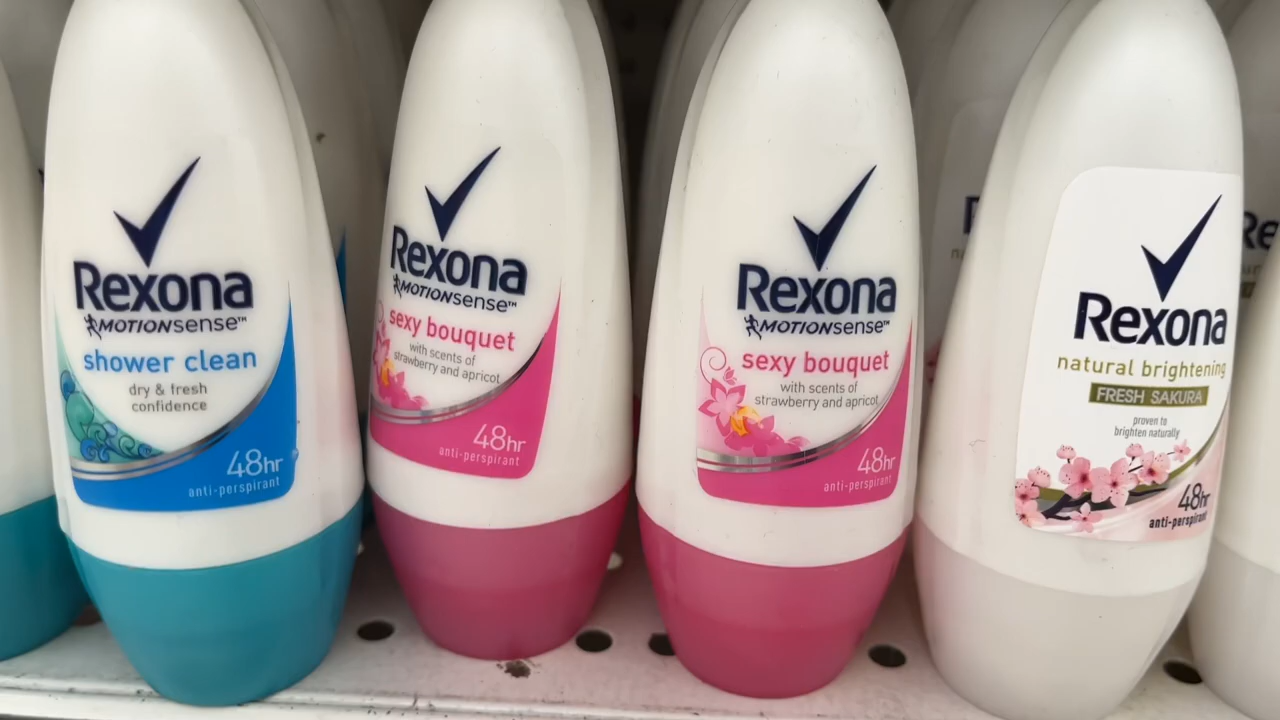 Rexona
MOTIONsense™
shower clean
dry & fresh
confidence
48hr
anti-perspirant
Rexona
MOTIONsense™
sexy bouquet
with scents of
strawberry and apricot
48hr
anti-perspirant
Rexona
MOTIONsense™
sexy bouquet
with scents of
strawberry and apricot
48hr
anti-perspirant
Rexona
natural brightening
FRESH SAKURA
proven to
brighten naturally
48hr
anti-perspirant